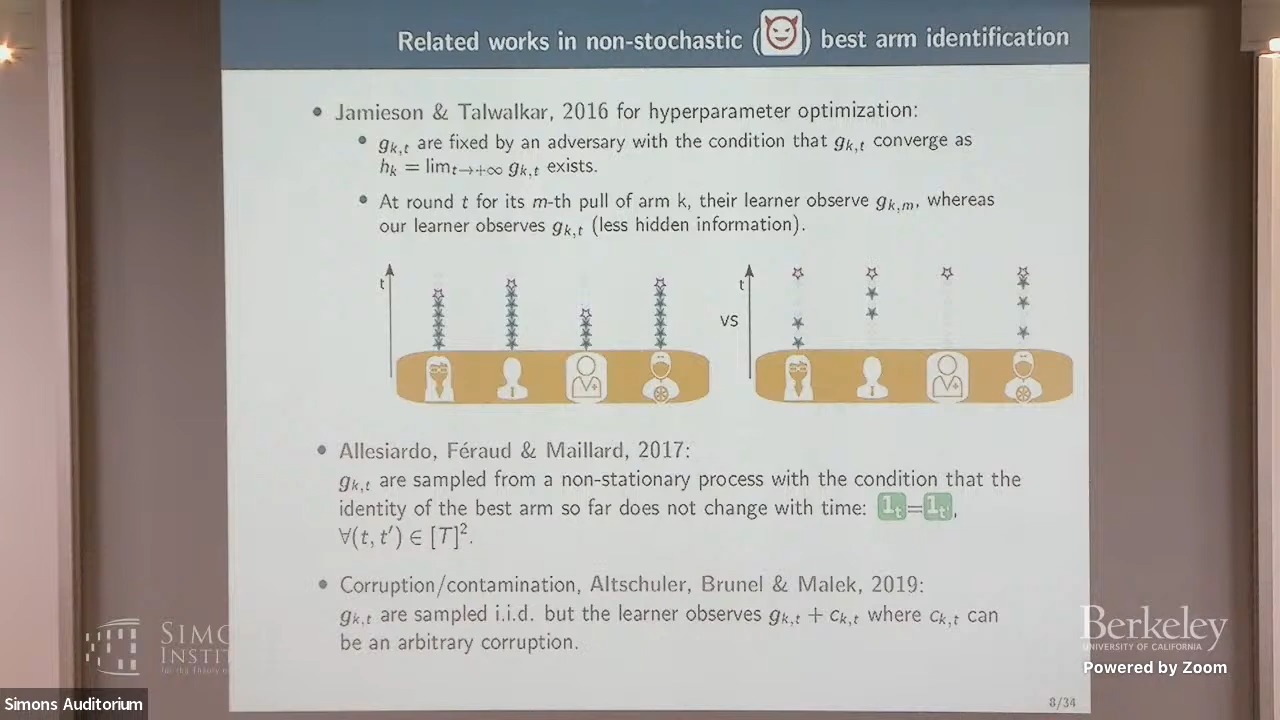 Related works in non-stochastic () best arm identification
• Jamieson & Talwalkar, 2016 for hyperparameter optimization:
• g_{k,t} are fixed by an adversary with the condition that g_{k,t} converge as
h_k = lim_{t→+∞} g_{k,t} exists.
• At round t for its m-th pull of arm k, their learner observe g_{k,m}, whereas
our learner observes g_{k,t} (less hidden information).
t
VS
t
• Allesiardo, Féraud & Maillard, 2017:
g_{k,t} are sampled from a non-stationary process with the condition that the
identity of the best arm so far does not change with time: 1_t=1_{t'},
∀(t, t′) ∈ [T]².
• Corruption/contamination, Altschuler, Brunel & Malek, 2019:
g_{k,t} are sampled i.i.d. but the learner observes g_{k,t} + c_{k,t} where c_{k,t} can
be an arbitrary corruption.
8/34
INSTIT
Berkeley
UNIVERSITY OF CALIFORNIA
Powered by Zoom
Simons Auditorium